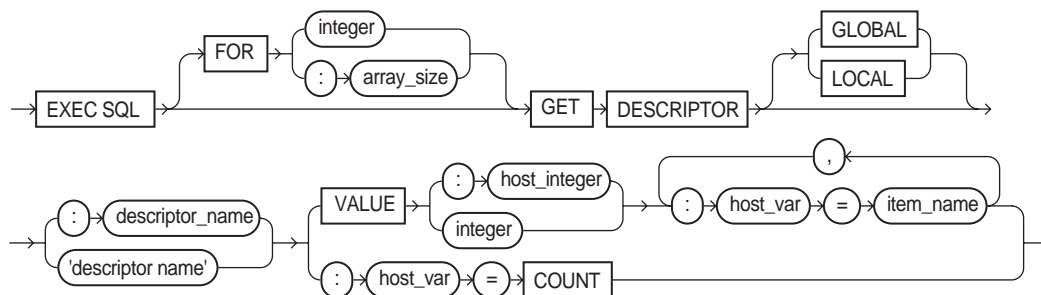 integer
GLOBAL
FOR
: array_size
LOCAL
EXEC SQL
GET
DESCRIPTOR
,
: descriptor_name
VALUE
: host_integer
: host_var = item_name
integer
'descriptor name'
: host_var = COUNT